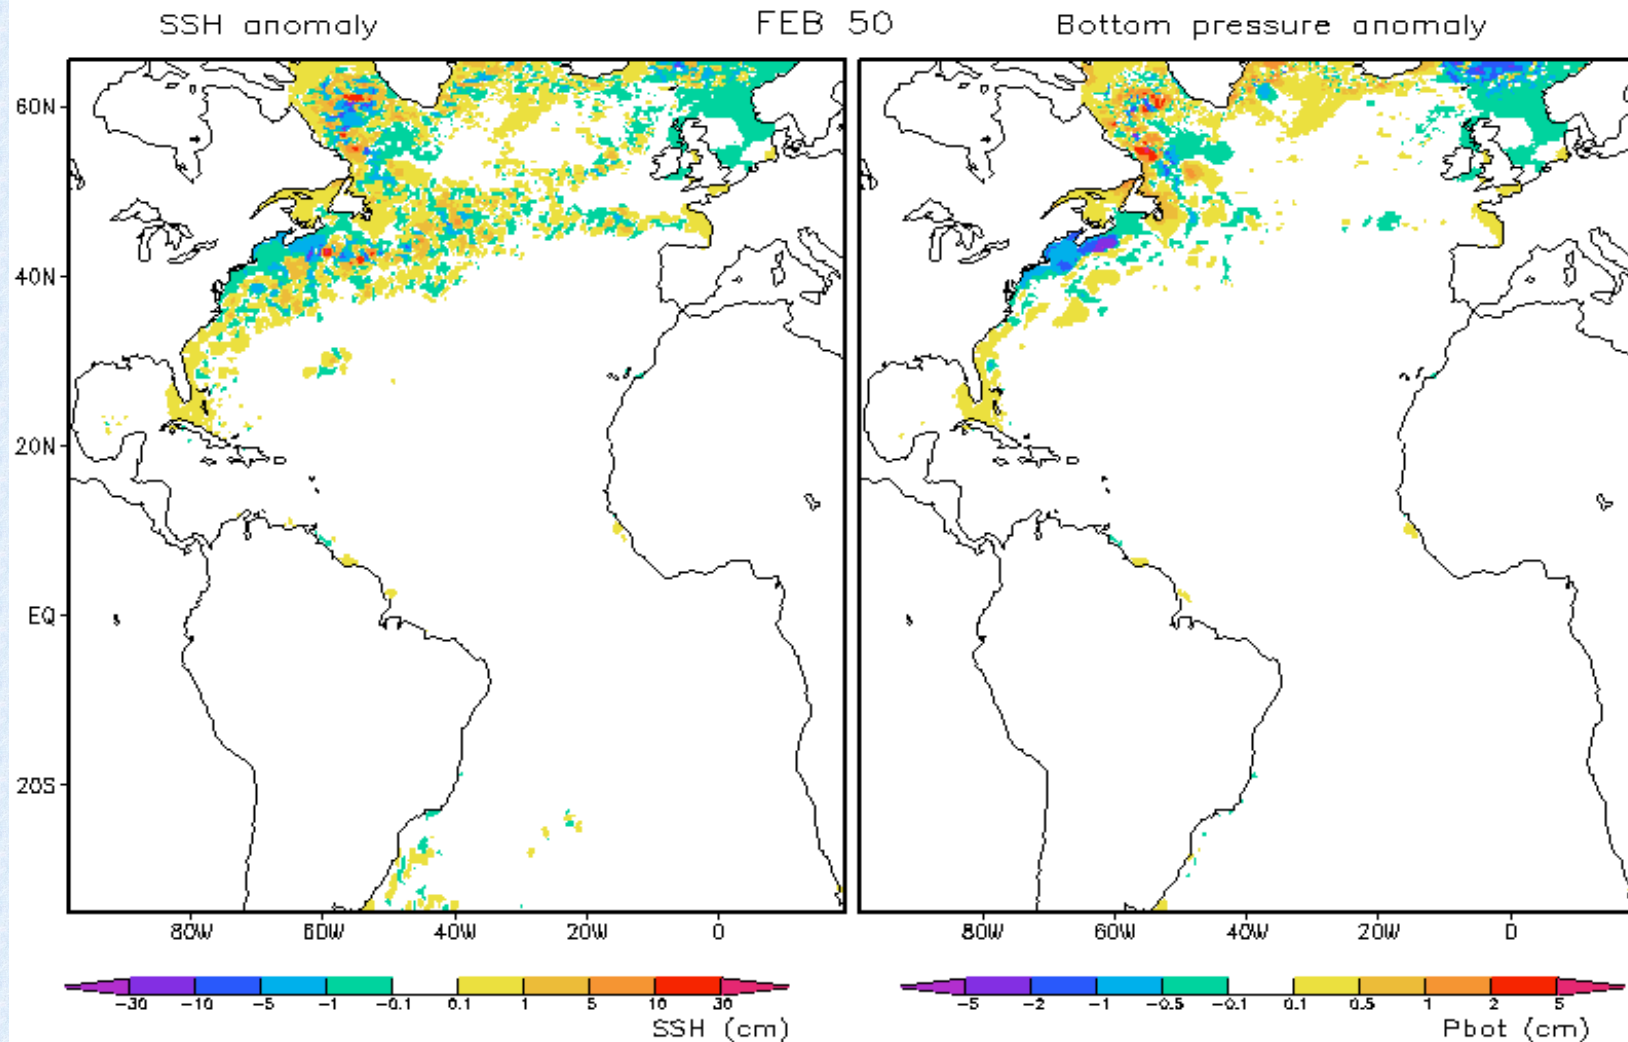 SSH anomaly FEB 50 Bottom pressure anomaly
60N
40N
20N
EQ
20S
80W 60W 40W 20W 0 80W 60W 40W 20W 0
-30 -10 -5 -1 -0.1 0.1 1 5 10 30 -5 -2 -1 -0.5 -0.1 0.1 0.5 1 2 5
SSH (cm) Pbot (cm)